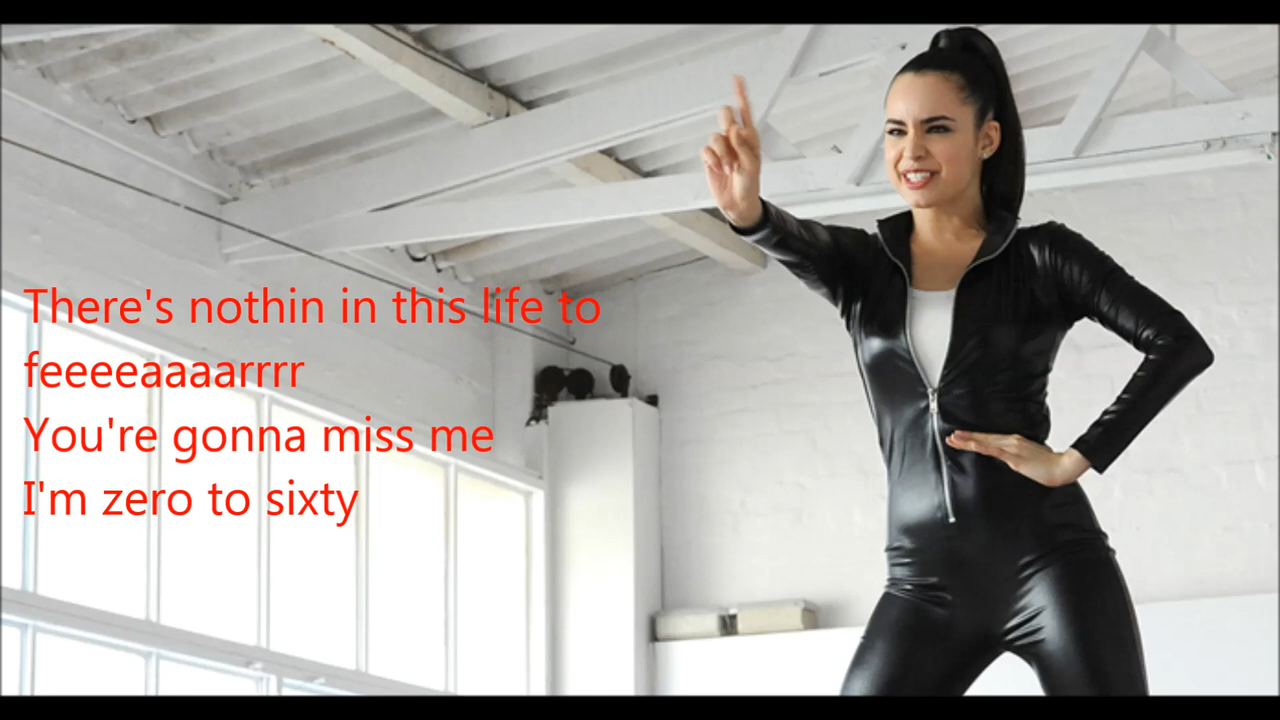 There's nothin in this life to
feeeeaaaarrrr
You're gonna miss me
I'm zero to sixty